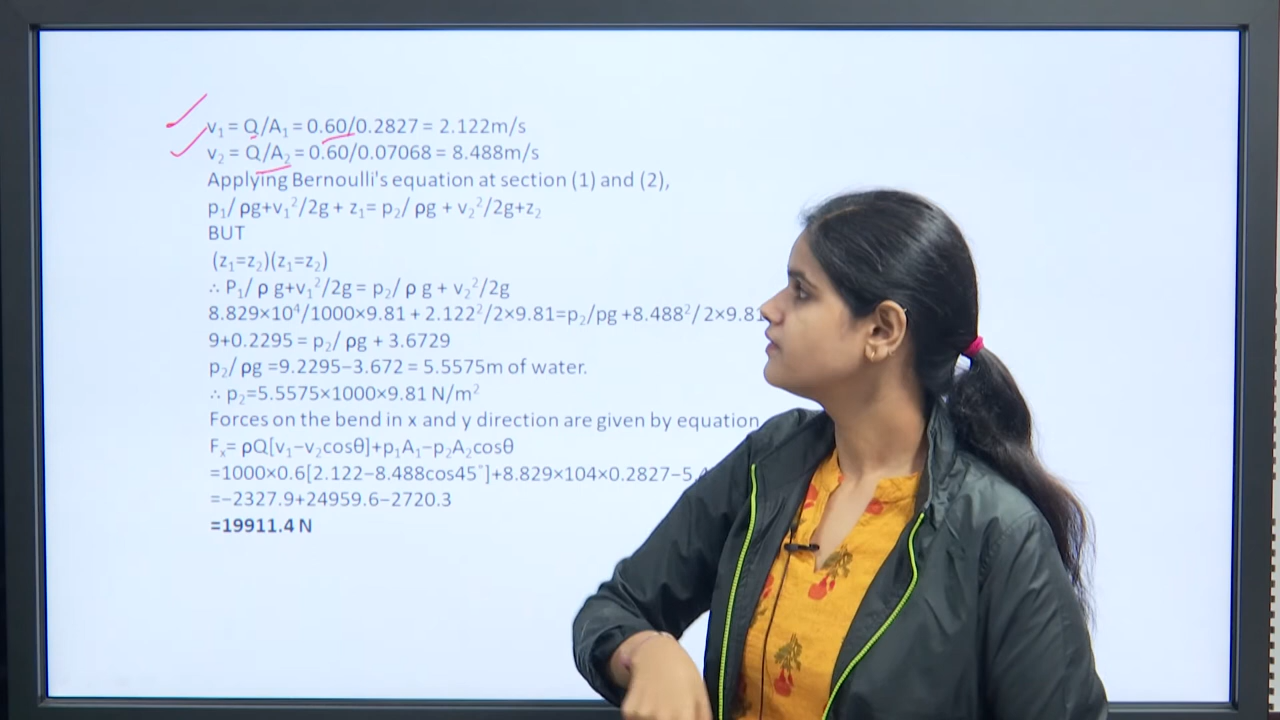 v₁ = Q/A₁ = 0.60/0.2827 = 2.122m/s
v₂ = Q/A₂ = 0.60/0.07068 = 8.488m/s
Applying Bernoulli's equation at section (1) and (2),
p₁/ ρg+v₁²/2g + z₁= p₂/ ρg + v₂²/2g+z₂
BUT
(z₁=z₂)(z₁=z₂)
∴ P₁/ ρ g+v₁²/2g = p₂/ ρ g + v₂²/2g
8.829×10⁴/1000×9.81 + 2.122²/2×9.81=p₂/pg +8.488²/ 2×9.81
9+0.2295 = p₂/ ρg + 3.6729
p₂/ ρg =9.2295−3.672 = 5.5575m of water.
∴ p₂=5.5575×1000×9.81 N/m²
Forces on the bend in x and y direction are given by equation
Fₓ= ρQ[v₁−v₂cosθ]+p₁A₁−p₂A₂cosθ
=1000×0.6[2.122−8.488cos45°]+8.829×104×0.2827−5.
=−2327.9+24959.6−2720.3
=19911.4 N